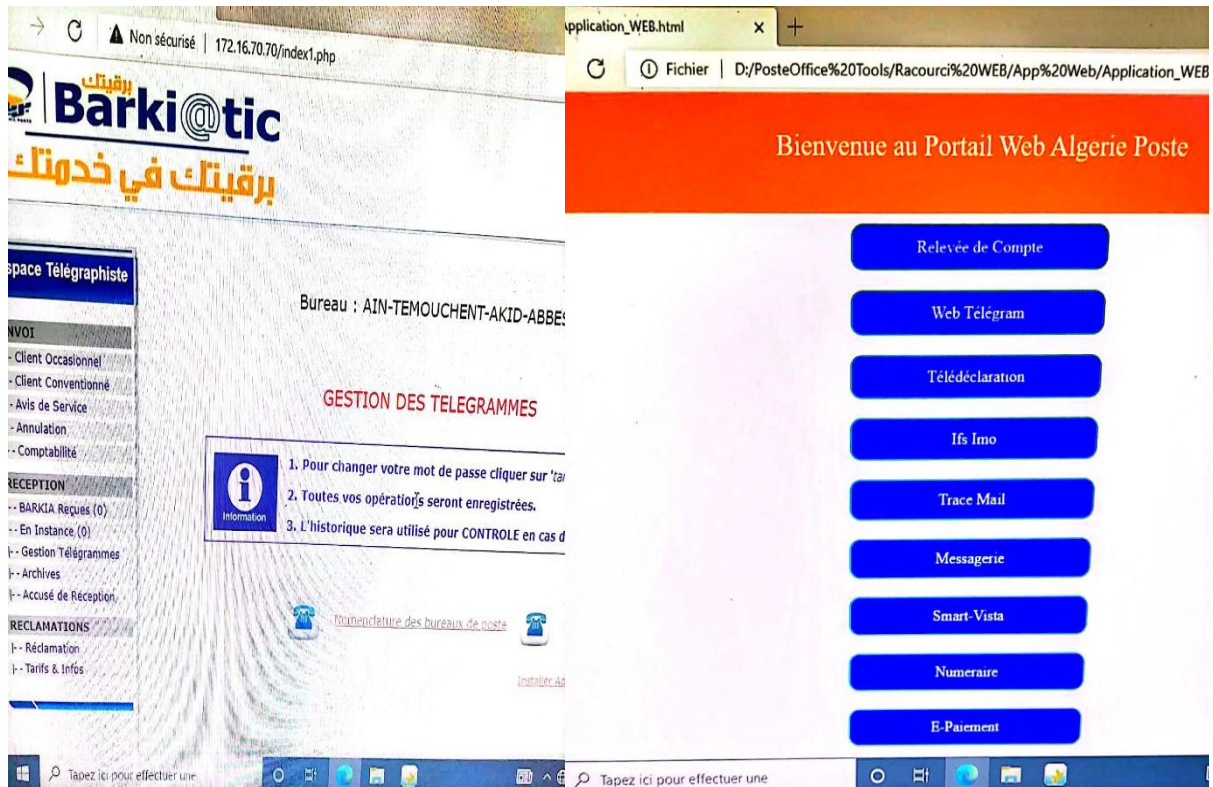 Non sécurisé | 172.16.70.70/index1.php
برقيتك
Barki@tic
برقيتك في خدمتك
space Télégraphiste
NVOI
- Client Occasionnel
- Client Conventionné
- Avis de Service
- Annulation
-- Comptabilité
RECEPTION
-- BARKIA Reçues (0)
-- En Instance (0)
|-- Gestion Télégrammes
|-- Archives
|-- Accusé de Réception
RECLAMATIONS
|-- Réclamation
|-- Tarifs & Infos
Bureau : AIN-TEMOUCHENT-AKID-ABBES
GESTION DES TELEGRAMMES
Information
1. Pour changer votre mot de passe cliquer sur 'ta
2. Toutes vos opérations seront enregistrées.
3. L'historique sera utilisé pour CONTROLE en cas d
Nomenclature des bureaux de poste
Installer Ad
Tapez ici pour effectuer une
Application_WEB.html
Fichier | D:/PosteOffice%20Tools/Racourci%20WEB/App%20Web/Application_WEB
Bienvenue au Portail Web Algerie Poste
Relevée de Compte
Web Télégram
Télédéclaration
Ifs Imo
Trace Mail
Messagerie
Smart-Vista
Numeraire
E-Paiement
Tapez ici pour effectuer une